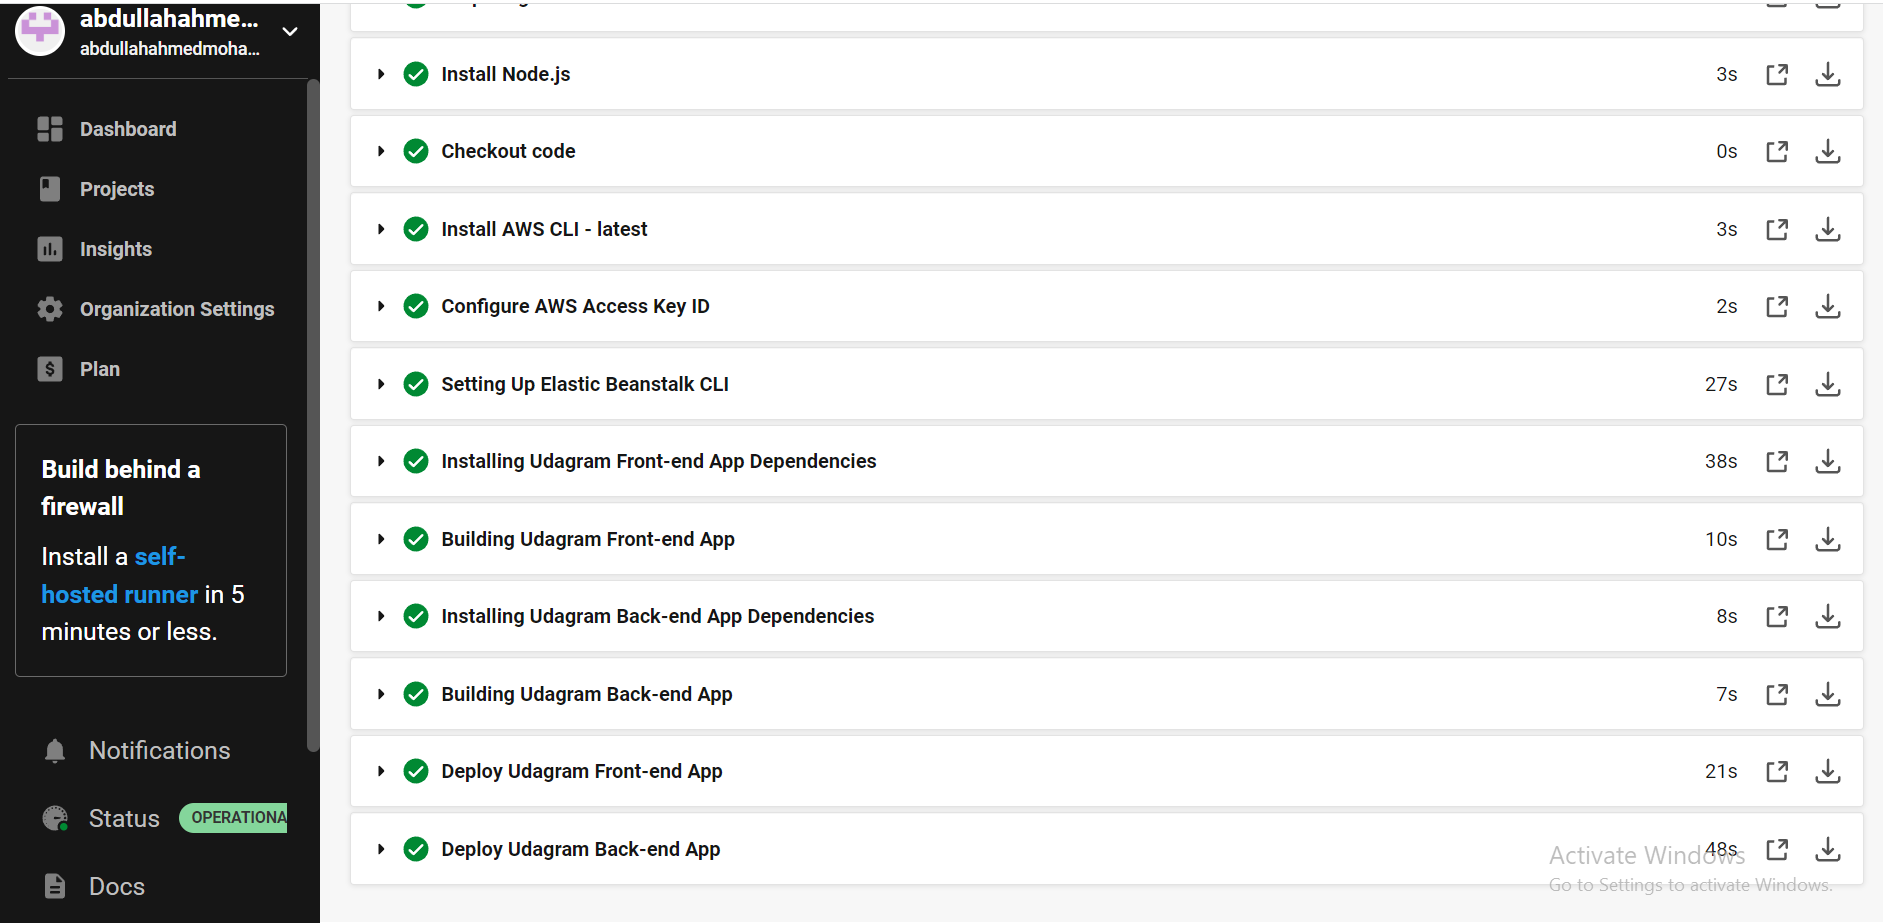 abdullahahme...
abdullahahmedmoha...
Dashboard
Projects
Insights
Organization Settings
Plan
Build behind a
firewall
Install a self-
hosted runner in 5
minutes or less.
Notifications
Status OPERATIONA
Docs
Install Node.js 3s
Checkout code 0s
Install AWS CLI - latest 3s
Configure AWS Access Key ID 2s
Setting Up Elastic Beanstalk CLI 27s
Installing Udagram Front-end App Dependencies 38s
Building Udagram Front-end App 10s
Installing Udagram Back-end App Dependencies 8s
Building Udagram Back-end App 7s
Deploy Udagram Front-end App 21s
Deploy Udagram Back-end App 48s
Activate Windows
Go to Settings to activate Windows.